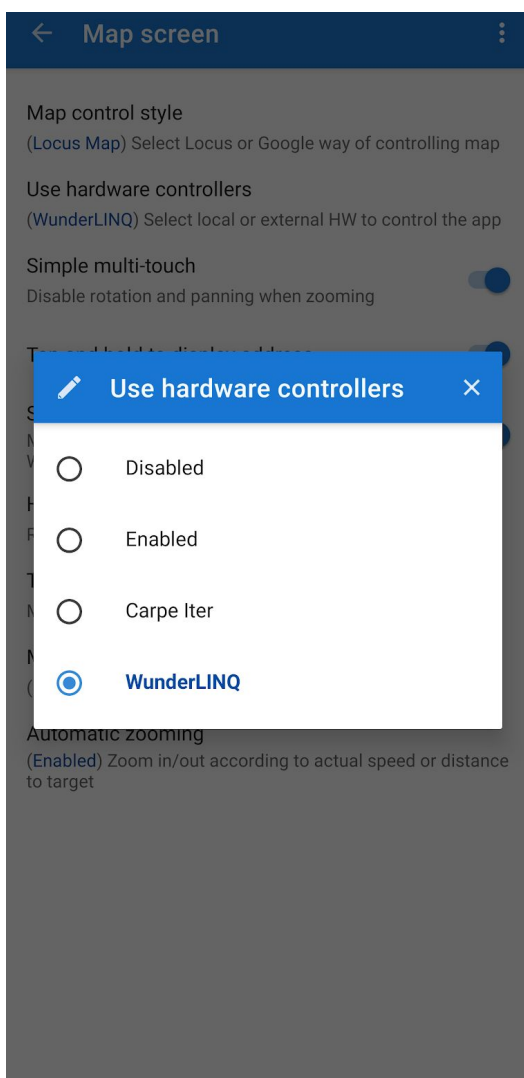 Map screen
Map control style
(Locus Map) Select Locus or Google way of controlling map
Use hardware controllers
(WunderLINQ) Select local or external HW to control the app
Simple multi-touch
Disable rotation and panning when zooming
Use hardware controllers
Disabled
Enabled
Carpe Iter
WunderLINQ
Automatic zooming
(Enabled) Zoom in/out according to actual speed or distance
to target